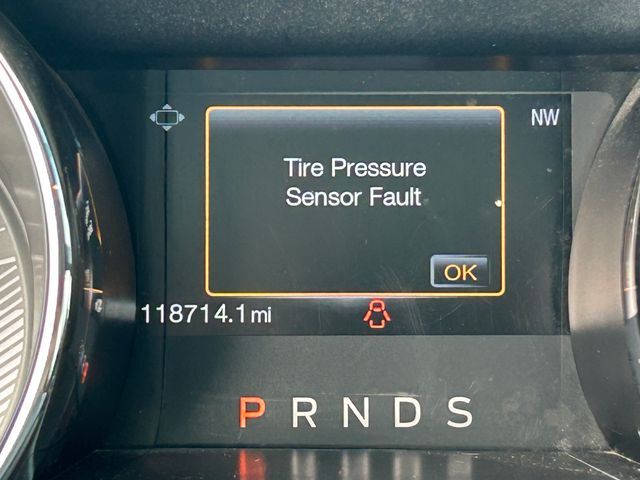 NW
Tire Pressure
Sensor Fault
OK
118714.1 mi
P R N D S